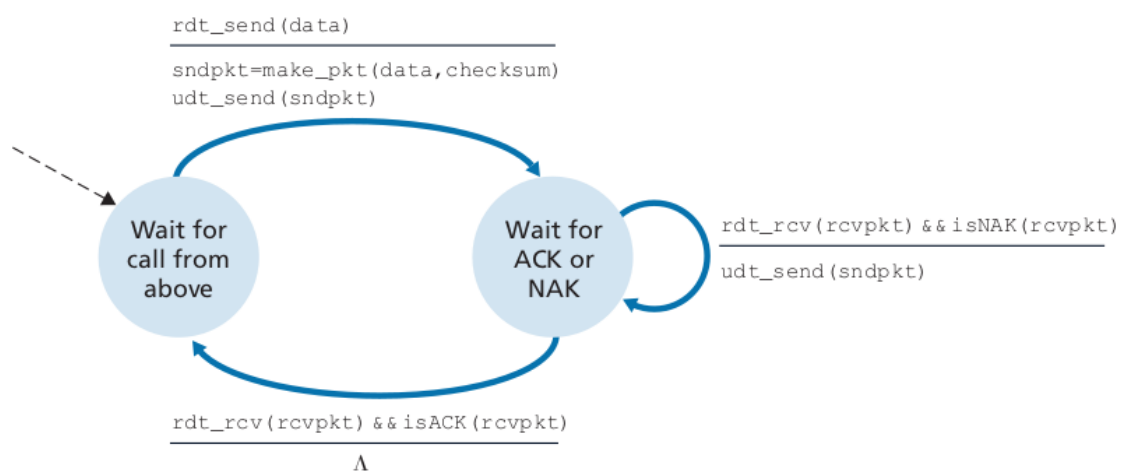 rdt_send(data)
sndpkt=make_pkt(data,checksum)
udt_send(sndpkt)
Wait for
call from
above
Wait for
ACK or
NAK
rdt_rcv(rcvpkt)&&isNAK(rcvpkt)
udt_send(sndpkt)
rdt_rcv(rcvpkt)&&isACK(rcvpkt)
Λ